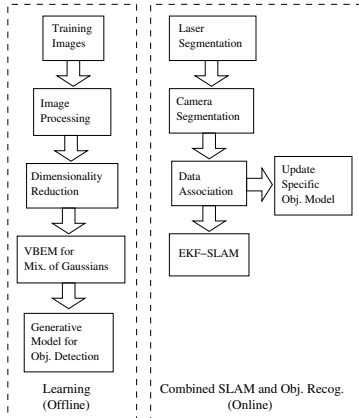 Training
Images
Image
Processing
Dimensionality
Reduction
VBEM for
Mix. of Gaussians
Generative
Model for
Obj. Detection
Learning
(Offline)
Laser
Segmentation
Camera
Segmentation
Data
Association
Update
Specific
Obj. Model
EKF−SLAM
Combined SLAM and Obj. Recog.
(Online)